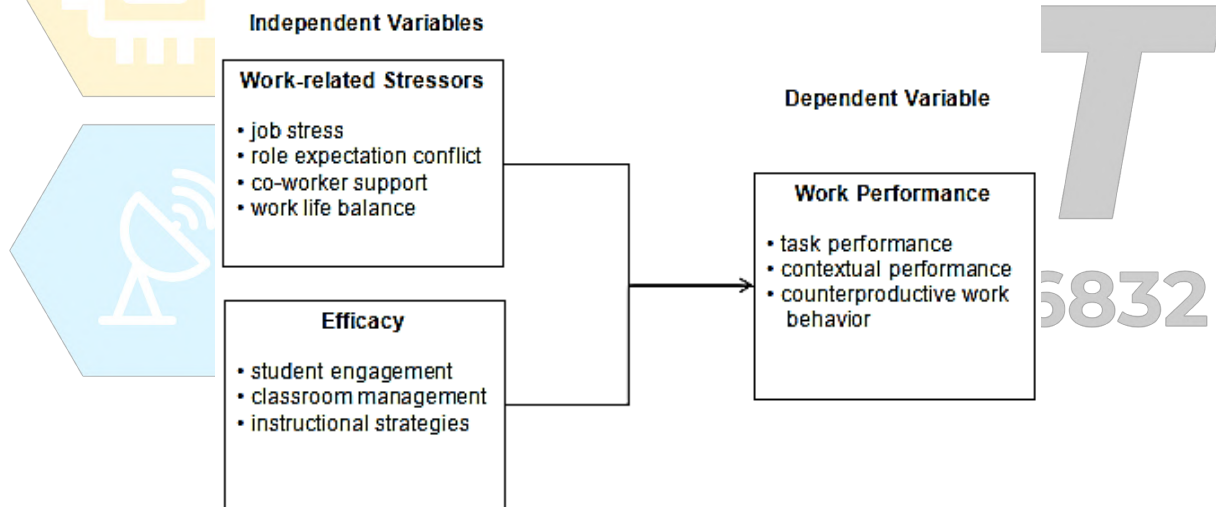 Independent Variables
Work-related Stressors
• job stress
• role expectation conflict
• co-worker support
• work life balance
Efficacy
• student engagement
• classroom management
• instructional strategies
Dependent Variable
Work Performance
• task performance
• contextual performance
• counterproductive work
behavior
T
6832